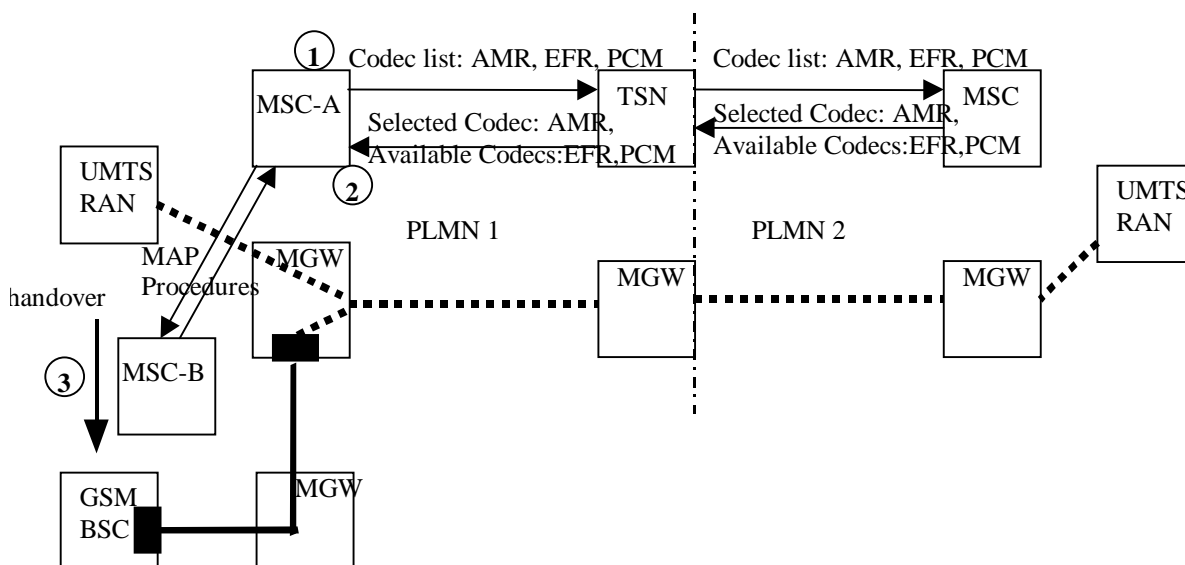 1
Codec list: AMR, EFR, PCM
Codec list: AMR, EFR, PCM
MSC-A
TSN
MSC
Selected Codec: AMR,
Available Codecs:EFR,PCM
Selected Codec: AMR,
Available Codecs:EFR,PCM
2
UMTS
RAN
UMTS
RAN
PLMN 1
PLMN 2
MAP
Procedures
MGW
MGW
MGW
handover
3
MSC-B
GSM
BSC
MGW